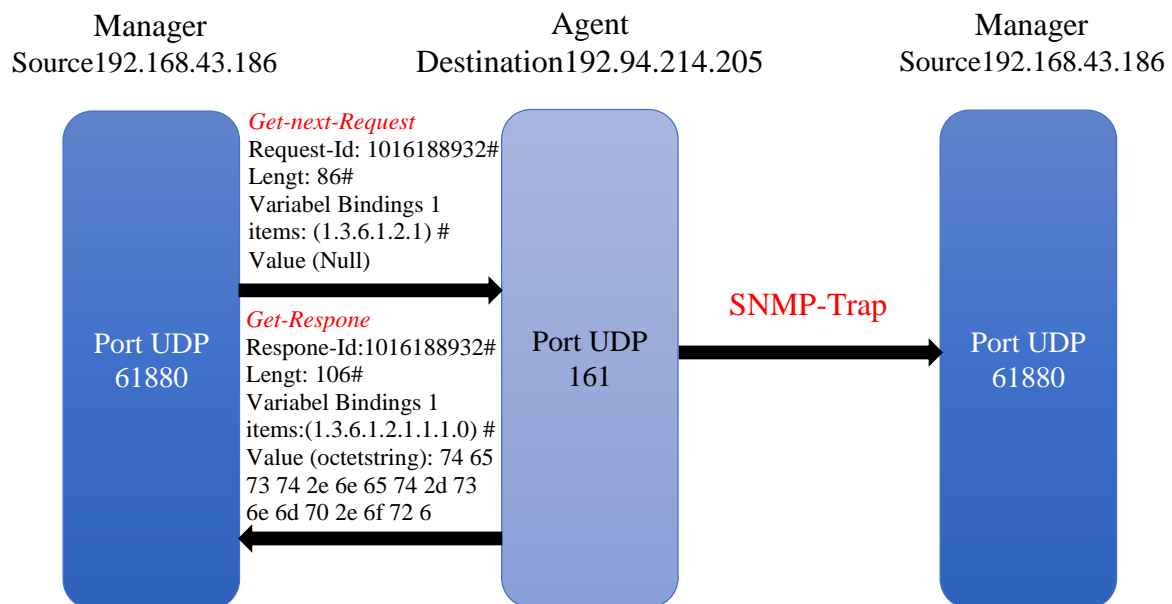 Manager
Source192.168.43.186
Agent
Destination192.94.214.205
Manager
Source192.168.43.186
Get-next-Request
Request-Id: 1016188932#
Lengt: 86#
Variabel Bindings 1
items: (1.3.6.1.2.1) #
Value (Null)
Get-Respone
Respone-Id:1016188932#
Lengt: 106#
Variabel Bindings 1
items:(1.3.6.1.2.1.1.1.0) #
Value (octetstring): 74 65
73 74 2e 6e 65 74 2d 73
6e 6d 70 2e 6f 72 6
Port UDP
61880
Port UDP
161
SNMP-Trap
Port UDP
61880